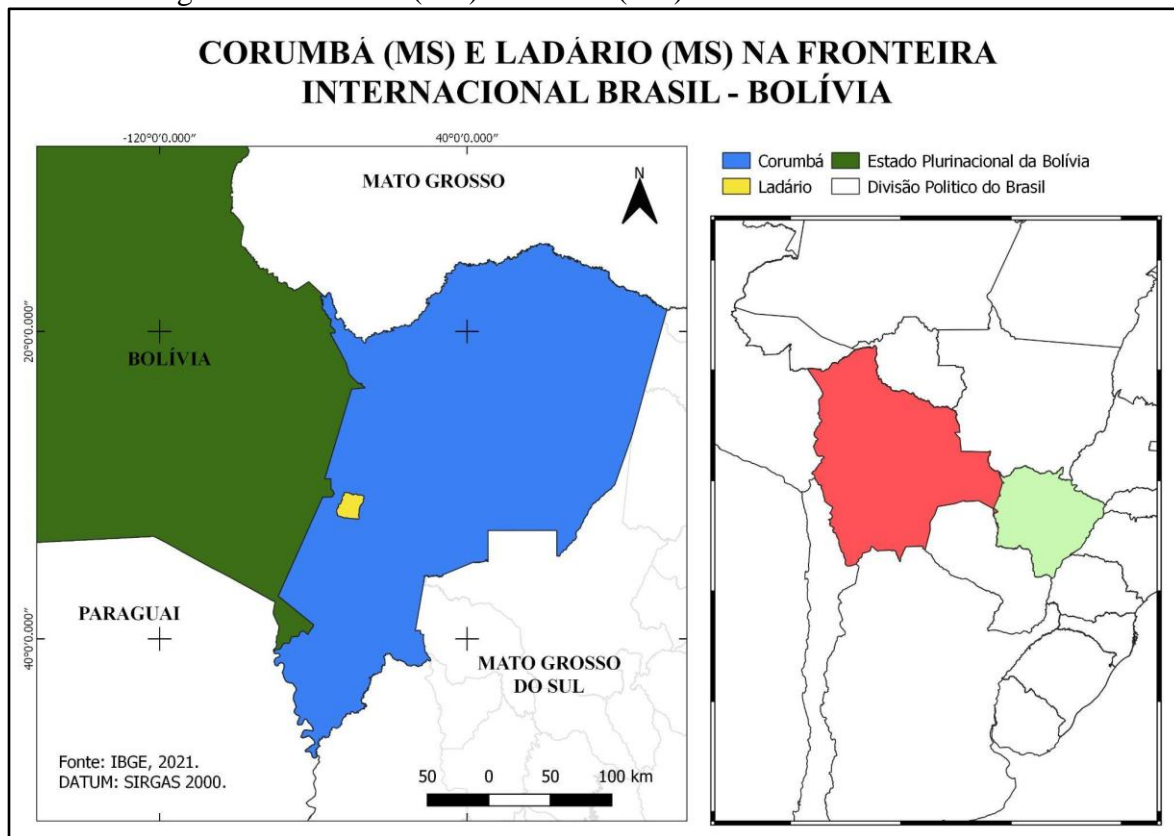 CORUMBÁ (MS) E LADÁRIO (MS) NA FRONTEIRA
INTERNACIONAL BRASIL - BOLÍVIA
-120°0'0.000"
40°0'0.000"
MATO GROSSO
N
Corumbá
Estado Plurinacional da Bolívia
Ladário
Divisão Politico do Brasil
20°0'0.000"
BOLÍVIA
PARAGUAI
40°0'0.000"
MATO GROSSO
DO SUL
Fonte: IBGE, 2021.
DATUM: SIRGAS 2000.
50 0 50 100 km